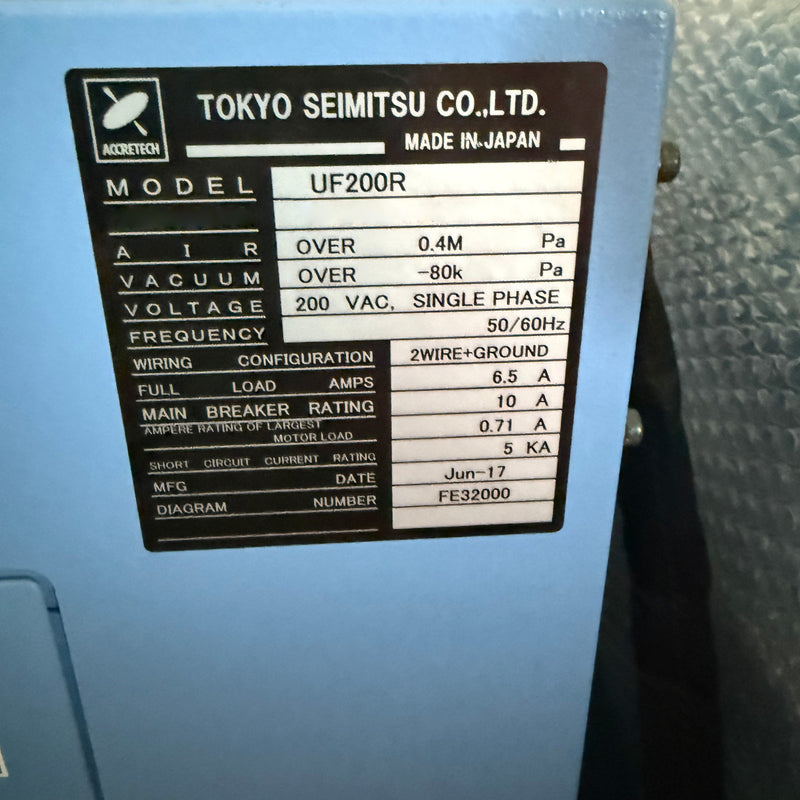 ACCRETECH
TOKYO SEIMITSU CO.,LTD.
MADE IN JAPAN
MODEL UF200R
AIR OVER 0.4M Pa
VACUUM OVER -80k Pa
VOLTAGE 200 VAC, SINGLE PHASE
FREQUENCY 50/60Hz
WIRING CONFIGURATION 2WIRE+GROUND
FULL LOAD AMPS 6.5 A
MAIN BREAKER RATING 10 A
AMPERE RATING OF LARGEST
MOTOR LOAD 0.71 A
SHORT CIRCUIT CURRENT RATING 5 KA
MFG DATE Jun-17
DIAGRAM NUMBER FE32000